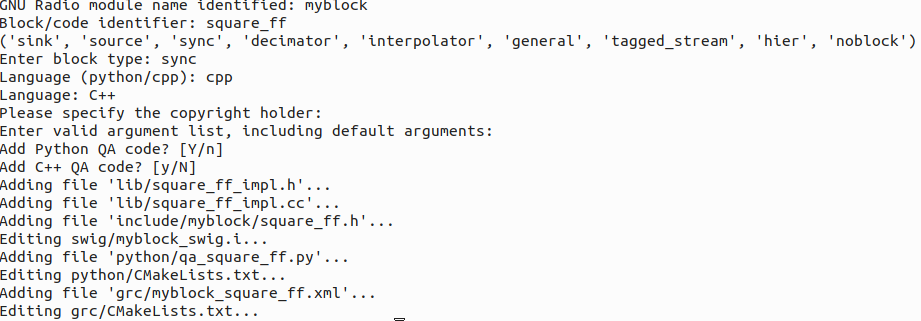 GNU Radio module name identified: myblock
Block/code identifier: square_ff
('sink', 'source', 'sync', 'decimator', 'interpolator', 'general', 'tagged_stream', 'hier', 'noblock')
Enter block type: sync
Language (python/cpp): cpp
Language: C++
Please specify the copyright holder:
Enter valid argument list, including default arguments:
Add Python QA code? [Y/n]
Add C++ QA code? [y/N]
Adding file 'lib/square_ff_impl.h'...
Adding file 'lib/square_ff_impl.cc'...
Adding file 'include/myblock/square_ff.h'...
Editing swig/myblock_swig.i...
Adding file 'python/qa_square_ff.py'...
Editing python/CMakeLists.txt...
Adding file 'grc/myblock_square_ff.xml'...
Editing grc/CMakeLists.txt...